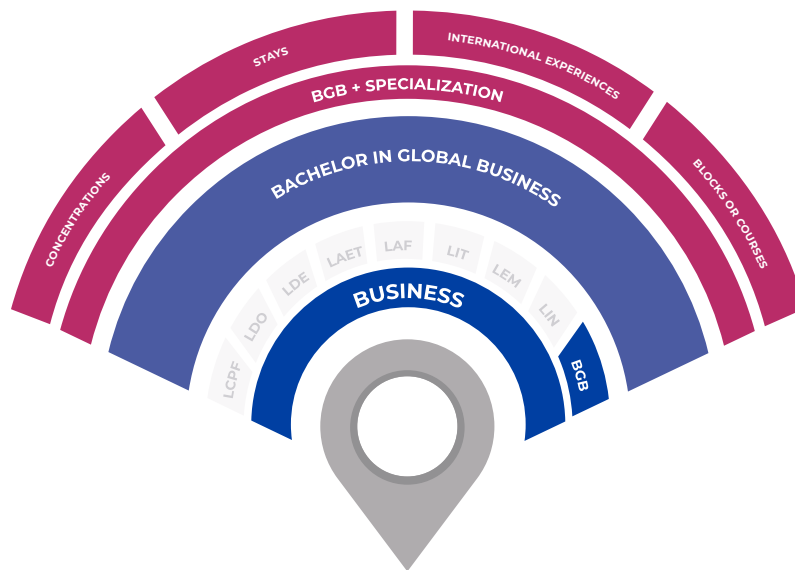 CONCENTRATIONS
STAYS
INTERNATIONAL EXPERIENCES
BLOCKS OR COURSES
BGB + SPECIALIZATION
BACHELOR IN GLOBAL BUSINESS
LCPF
LDO
LDE
LAET
LAF
LIT
LEM
LIN
BGB
BUSINESS